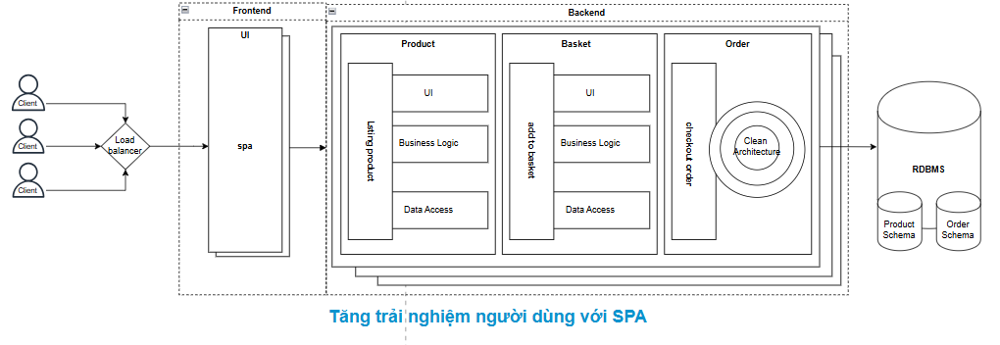 Frontend
Backend
UI
spa
Client
Client
Client
Load
balancer
Product
Listing product
UI
Business Logic
Data Access
Basket
add to basket
UI
Business Logic
Data Access
Order
checkout order
Clean
Architecture
RDBMS
Product
Schema
Order
Schema
Tăng trải nghiệm người dùng với SPA